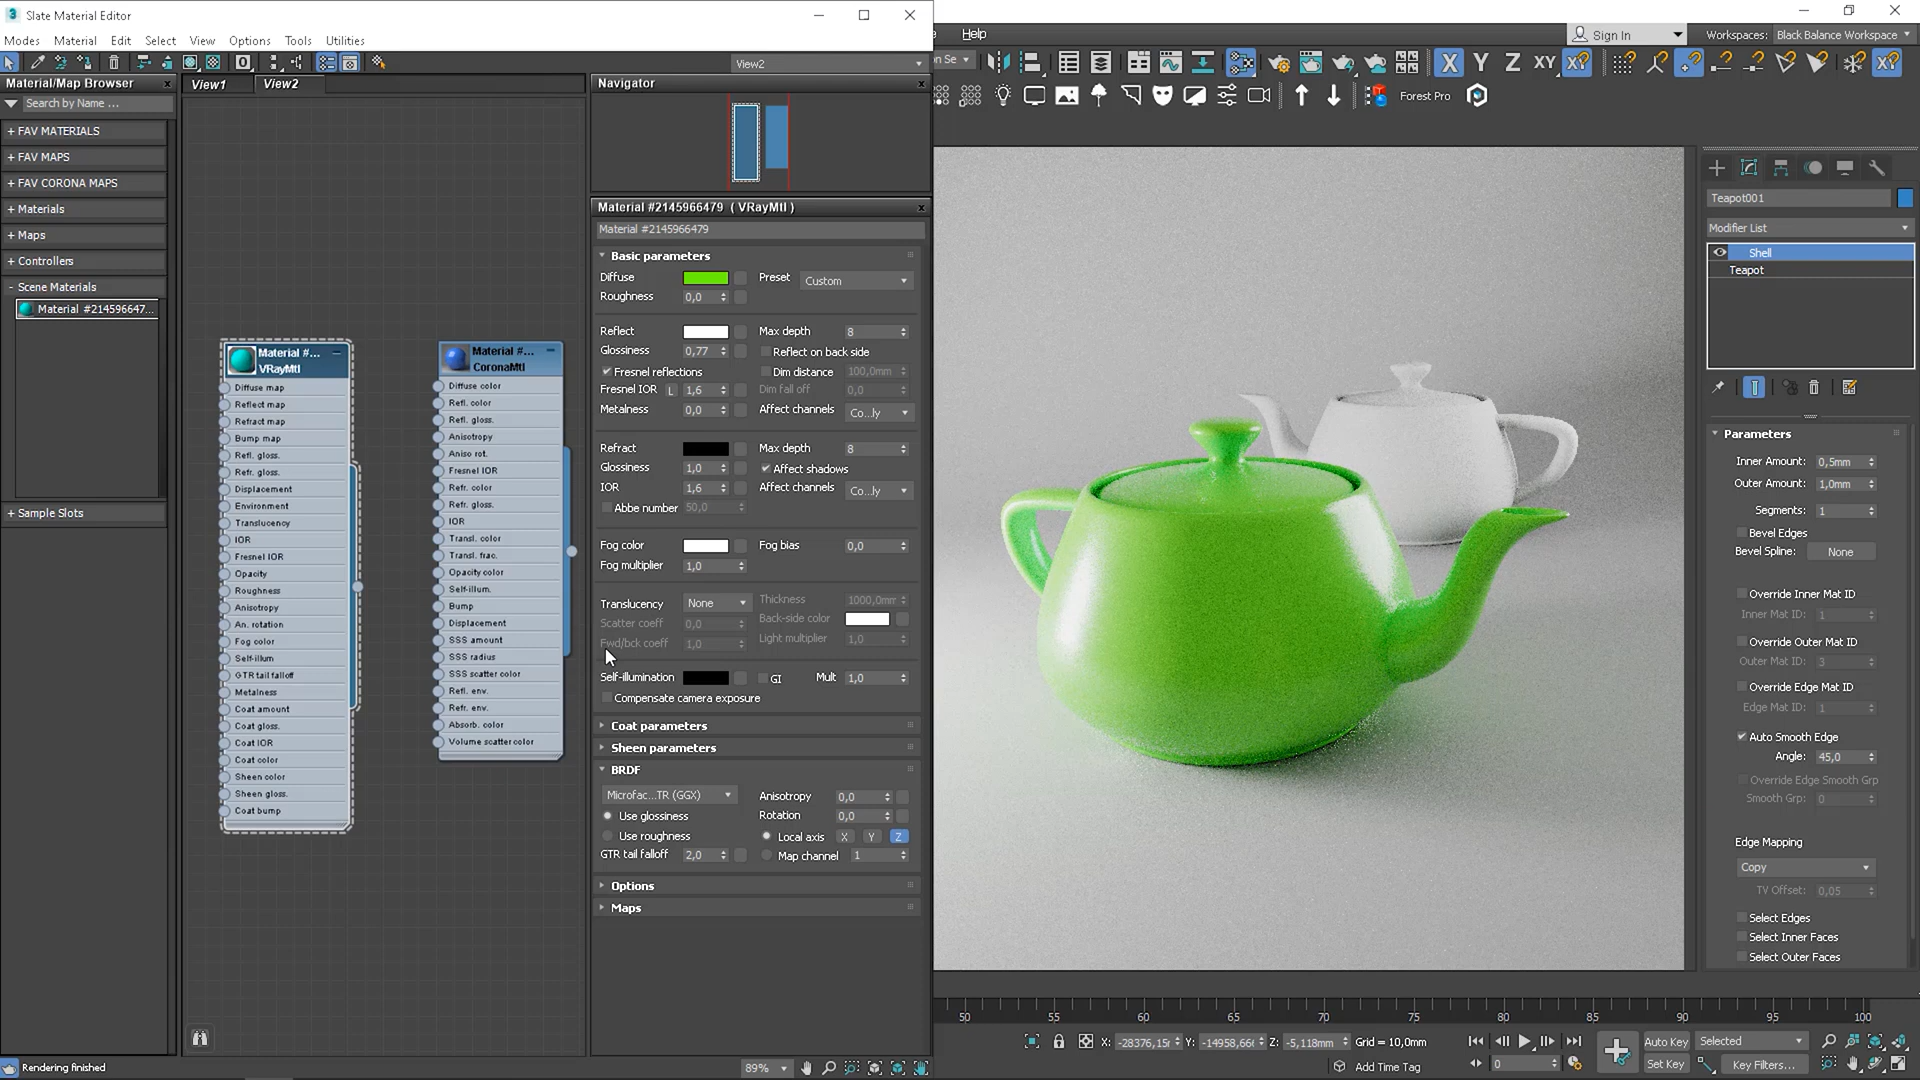 Slate Material Editor
Modes Material Edit Select View Options Tools Utilities
Help
Sign In
Workspaces: Black Balance Workspace
View2
on Se
X Y Z XY
Forest Pro
Material/Map Browser
Search by Name ...
+ FAV MATERIALS
+ FAV MAPS
+ FAV CORONA MAPS
+ Materials
+ Maps
+ Controllers
- Scene Materials
Material #214596647...
+ Sample Slots
View1 View2
Material #...
VRayMtl
Diffuse map
Reflect map
Refract map
Bump map
Refl. gloss.
Refr. gloss.
Displacement
Environment
Translucency
IOR
Fresnel IOR
Opacity
Roughness
Anisotropy
An. rotation
Fog color
Self-illum
GTR tail falloff
Metalness
Coat amount
Coat gloss.
Coat IOR
Coat color
Sheen color
Sheen gloss.
Coat bump
Material #...
CoronaMtl
Diffuse color
Refl. color
Refl. gloss.
Anisotropy
Aniso rot.
Fresnel IOR
Refr. color
Refr. gloss.
IOR
Transl. color
Transl. frac.
Opacity color
Self-illum.
Bump
Displacement
SSS amount
SSS radius
SSS scatter color
Refl. env.
Refr. env.
Absorb. color
Volume scatter color
Navigator
Material #2145966479 ( VRayMtl )
Material #2145966479
Basic parameters
Diffuse Preset Custom
Roughness 0,0
Reflect Max depth 8
Glossiness 0,77 Reflect on back side
Fresnel reflections Dim distance 100,0mm
Fresnel IOR L 1,6 Dim fall off 0,0
Metalness 0,0 Affect channels Co...ly
Refract Max depth 8
Glossiness 1,0 Affect shadows
IOR 1,6 Affect channels Co...ly
Abbe number 50,0
Fog color Fog bias 0,0
Fog multiplier 1,0
Translucency None Thickness 1000,0mm
Scatter coeff 0,0 Back-side color
Fwd/bck coeff 1,0 Light multiplier 1,0
Self-illumination GI Mult 1,0
Compensate camera exposure
Coat parameters
Sheen parameters
BRDF
Microfac...TR (GGX) Anisotropy 0,0
Use glossiness Rotation 0,0
Use roughness Local axis X Y Z
GTR tail falloff 2,0 Map channel 1
Options
Maps
Teapot001
Modifier List
Shell
Teapot
Parameters
Inner Amount: 0,5mm
Outer Amount: 1,0mm
Segments: 1
Bevel Edges
Bevel Spline: None
Override Inner Mat ID
Inner Mat ID: 1
Override Outer Mat ID
Outer Mat ID: 3
Override Edge Mat ID
Edge Mat ID: 1
Auto Smooth Edge
Angle: 45,0
Override Edge Smooth Grp
Smooth Grp: 0
Edge Mapping
Copy
TV Offset: 0,05
Select Edges
Select Inner Faces
Select Outer Faces
50 55 60 65 70 75 80 85 90 95 100
X: -28376,15 Y: -14958,66 Z: -5,118mm Grid = 10,0mm
Auto Key Selected
Add Time Tag
0
Set Key Key Filters...
Rendering finished
89%